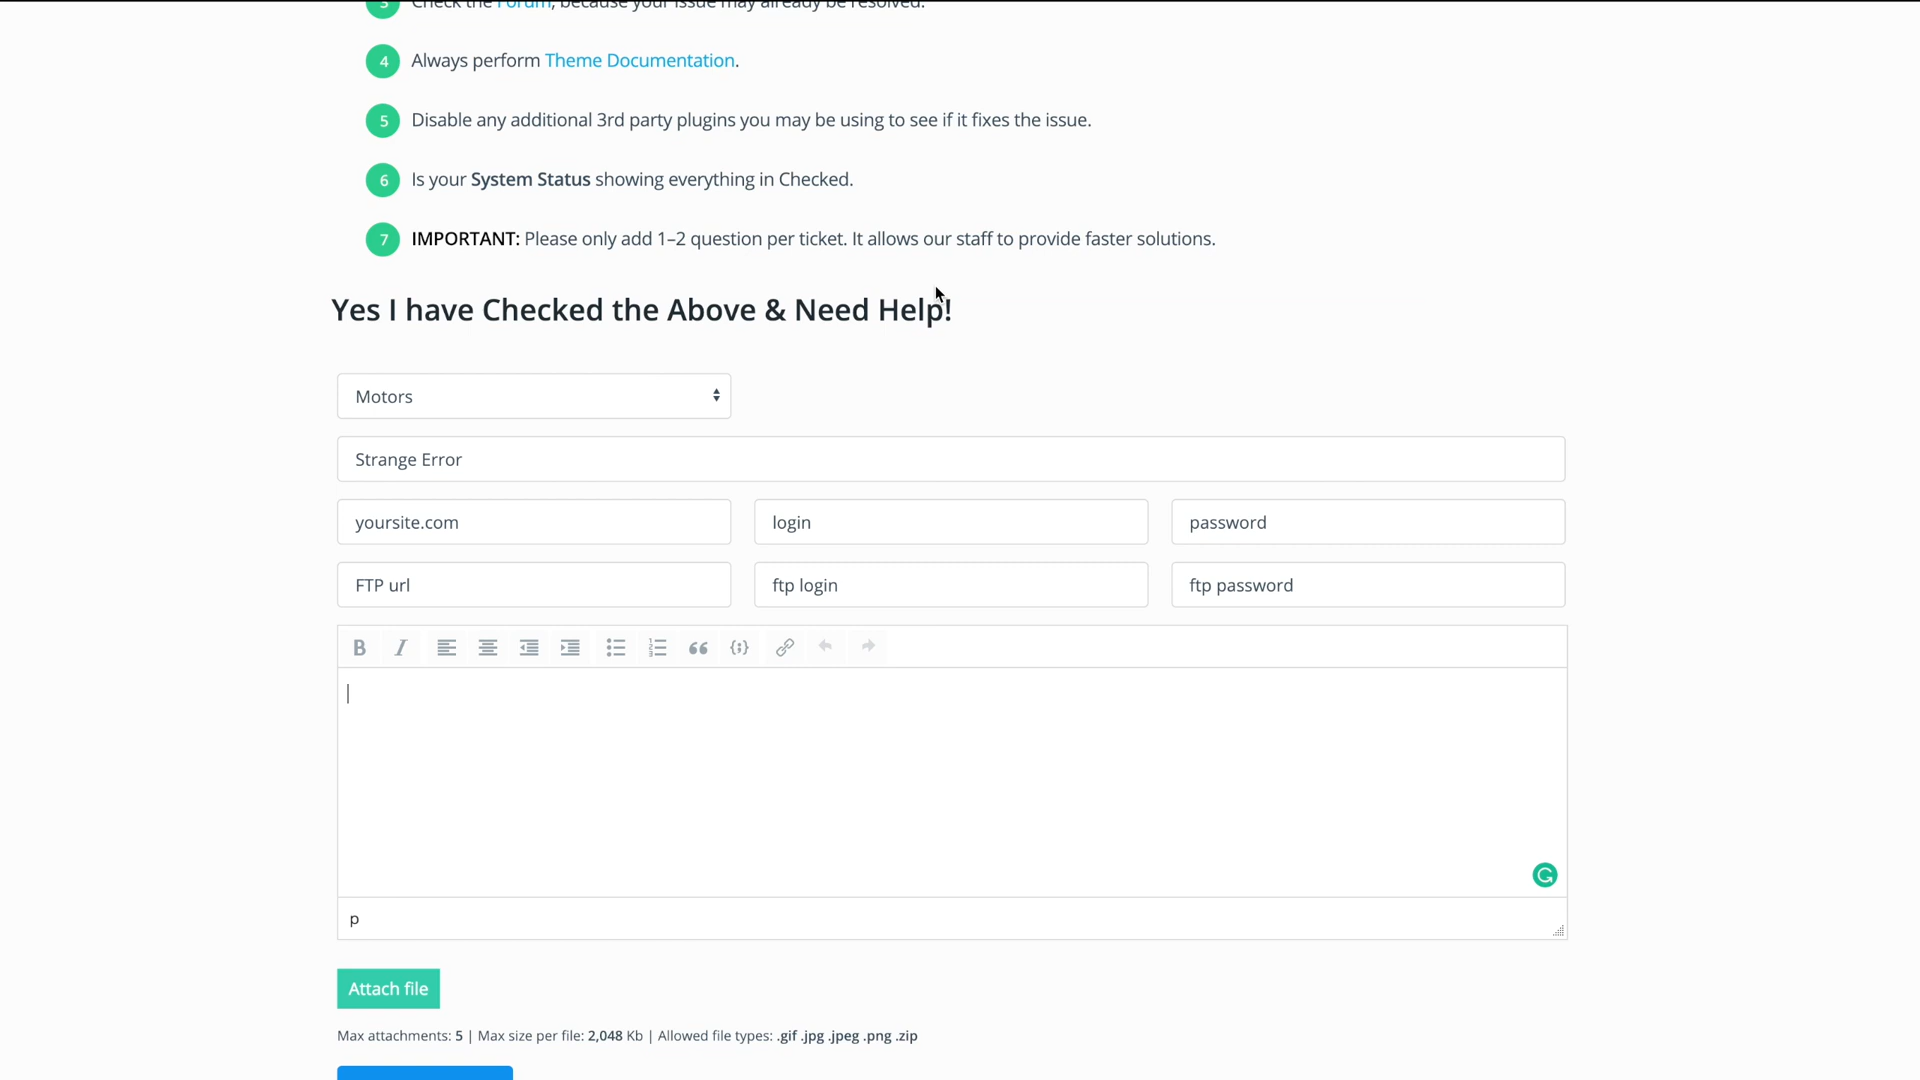 3 Check the Forum, because your issue may already be resolved.
4 Always perform Theme Documentation.
5 Disable any additional 3rd party plugins you may be using to see if it fixes the issue.
6 Is your System Status showing everything in Checked.
7 IMPORTANT: Please only add 1–2 question per ticket. It allows our staff to provide faster solutions.
Yes I have Checked the Above & Need Help!
Motors
Strange Error
yoursite.com login password
FTP url ftp login ftp password
p
Attach file
Max attachments: 5 | Max size per file: 2,048 Kb | Allowed file types: .gif .jpg .jpeg .png .zip